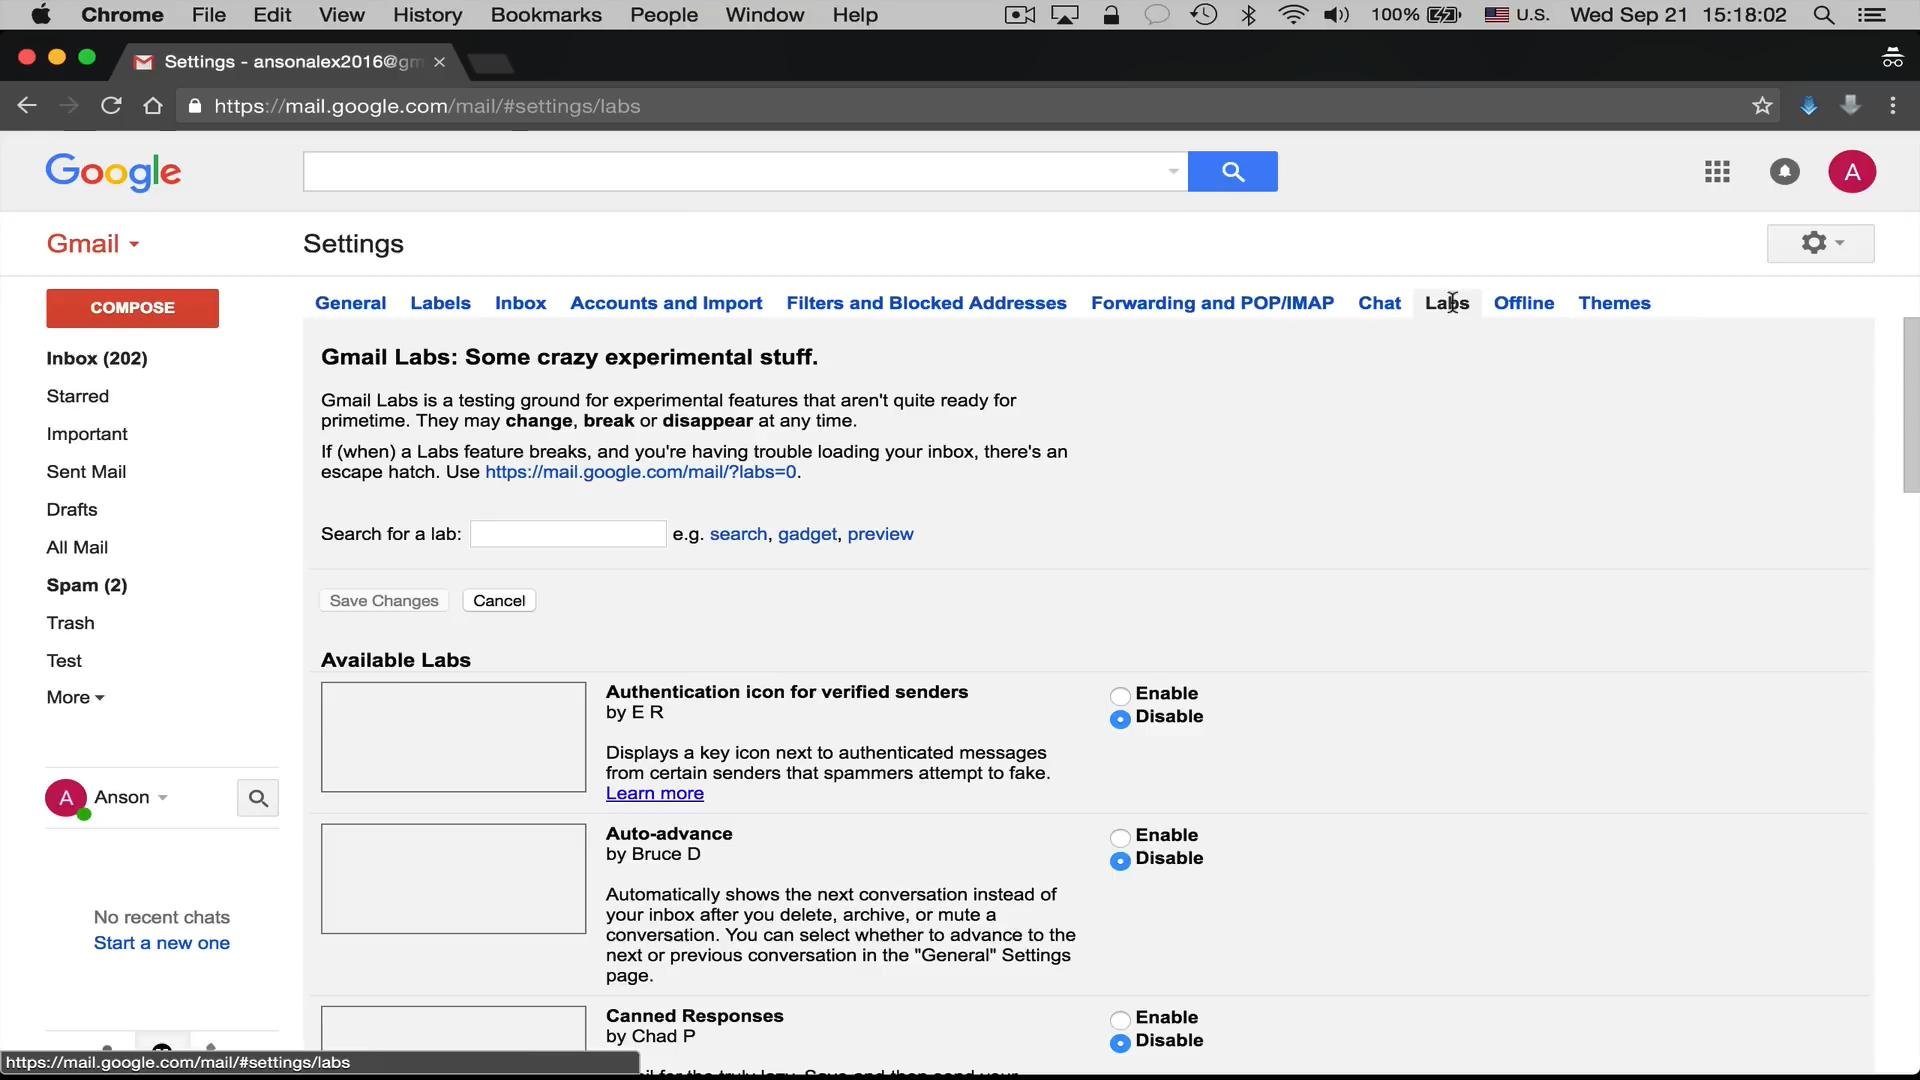 Chrome File Edit View History Bookmarks People Window Help 100% U.S. Wed Sep 21 15:18:02
Settings - ansonalex2016@gm
https://mail.google.com/mail/#settings/labs
Google
A
Gmail
Settings
COMPOSE
General Labels Inbox Accounts and Import Filters and Blocked Addresses Forwarding and POP/IMAP Chat Labs Offline Themes
Inbox (202)
Starred
Important
Sent Mail
Drafts
All Mail
Spam (2)
Trash
Test
More
A Anson
No recent chats
Start a new one
Gmail Labs: Some crazy experimental stuff.
Gmail Labs is a testing ground for experimental features that aren't quite ready for
primetime. They may change, break or disappear at any time.
If (when) a Labs feature breaks, and you're having trouble loading your inbox, there's an
escape hatch. Use https://mail.google.com/mail/?labs=0.
Search for a lab: e.g. search, gadget, preview
Save Changes Cancel
Available Labs
Authentication icon for verified senders
by E R
Displays a key icon next to authenticated messages
from certain senders that spammers attempt to fake.
Learn more
Enable
Disable
Auto-advance
by Bruce D
Automatically shows the next conversation instead of
your inbox after you delete, archive, or mute a
conversation. You can select whether to advance to the
next or previous conversation in the "General" Settings
page.
Enable
Disable
Canned Responses
by Chad P
Enable
Disable
for the truly lazy. Save and then send your
https://mail.google.com/mail/#settings/labs